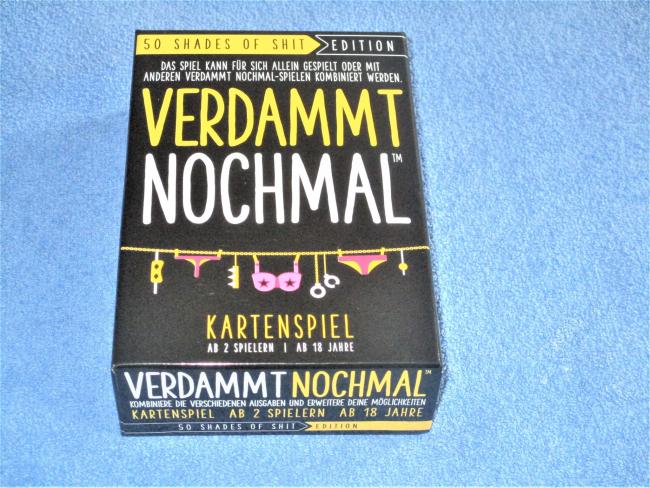 50 SHADES OF SHIT EDITION
DAS SPIEL KANN FÜR SICH ALLEIN GESPIELT ODER MIT
ANDEREN VERDAMMT NOCHMAL-SPIELEN KOMBINIERT WERDEN.
VERDAMMT
NOCHMAL™
KARTENSPIEL
AB 2 SPIELERN | AB 18 JAHRE
VERDAMMT NOCHMAL™
KOMBINIERE DIE VERSCHIEDENEN AUSGABEN UND ERWEITERE DEINE MÖGLICHKEITEN
KARTENSPIEL AB 2 SPIELERN AB 18 JAHRE
50 SHADES OF SHIT EDITION